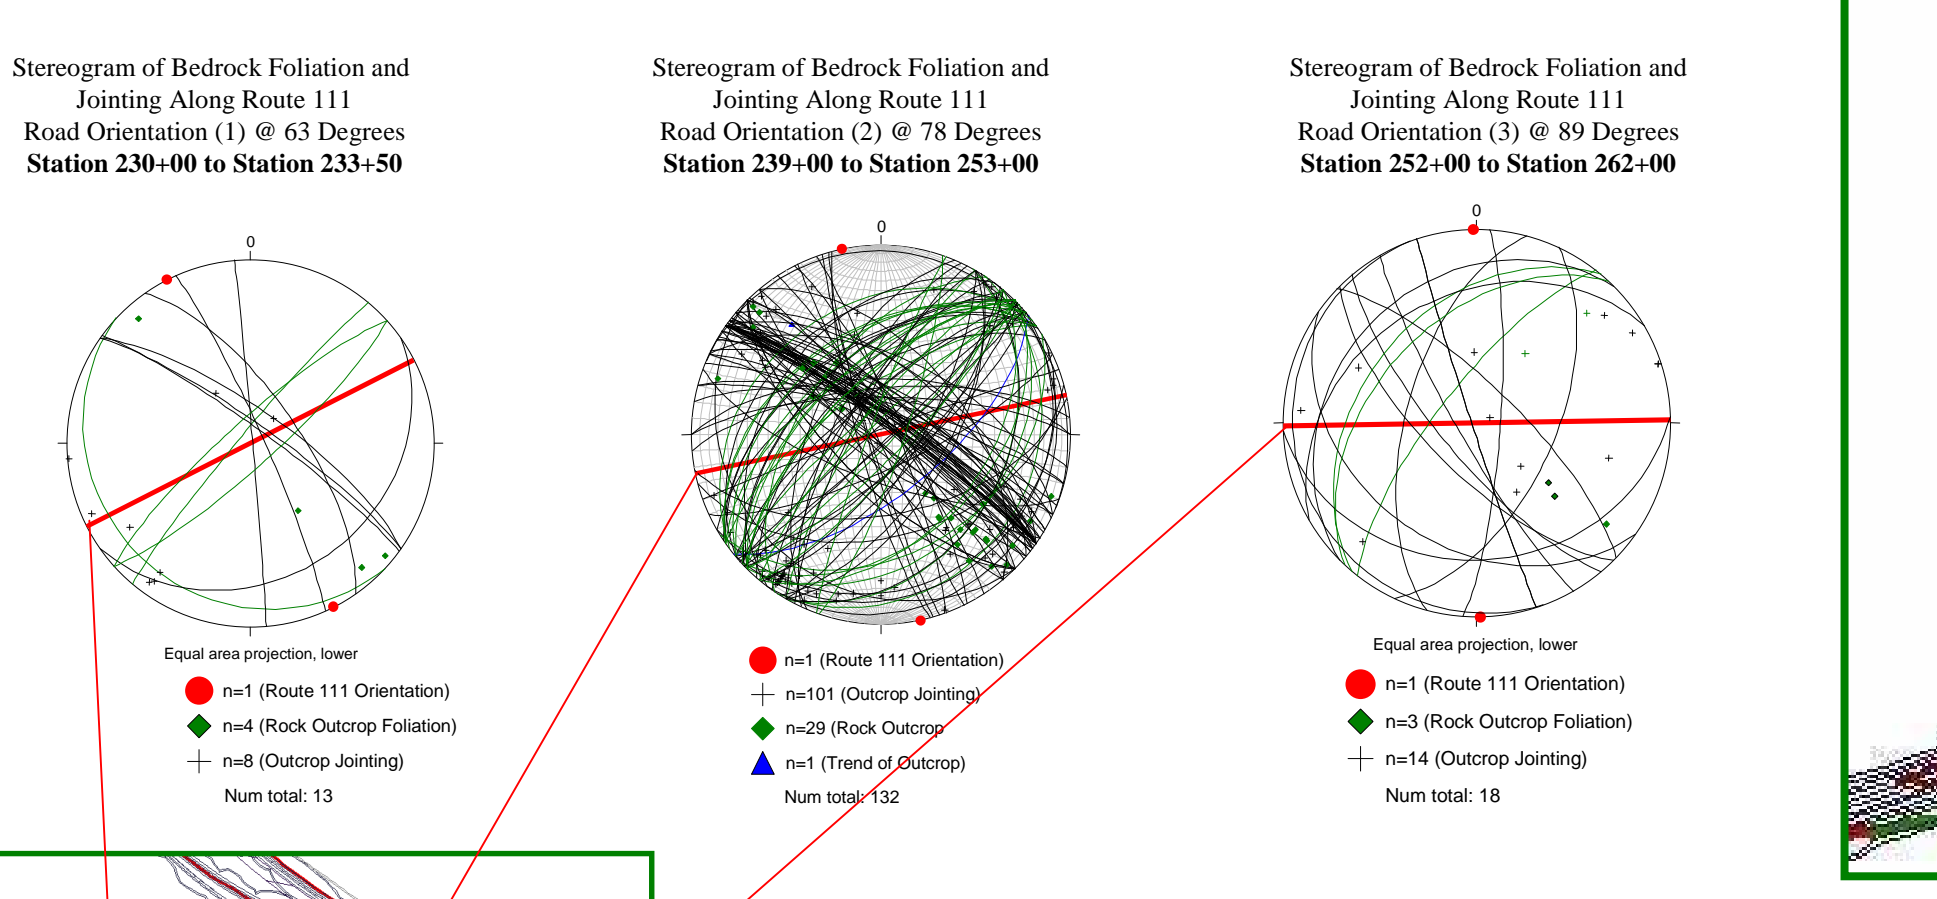 Stereogram of Bedrock Foliation and
Jointing Along Route 111
Road Orientation (1) @ 63 Degrees
Station 230+00 to Station 233+50
0
Equal area projection, lower
n=1 (Route 111 Orientation)
n=4 (Rock Outcrop Foliation)
n=8 (Outcrop Jointing)
Num total: 13
Stereogram of Bedrock Foliation and
Jointing Along Route 111
Road Orientation (2) @ 78 Degrees
Station 239+00 to Station 253+00
0
n=1 (Route 111 Orientation)
n=101 (Outcrop Jointing)
n=29 (Rock Outcrop
n=1 (Trend of Outcrop)
Num total: 132
Stereogram of Bedrock Foliation and
Jointing Along Route 111
Road Orientation (3) @ 89 Degrees
Station 252+00 to Station 262+00
0
Equal area projection, lower
n=1 (Route 111 Orientation)
n=3 (Rock Outcrop Foliation)
n=14 (Outcrop Jointing)
Num total: 18